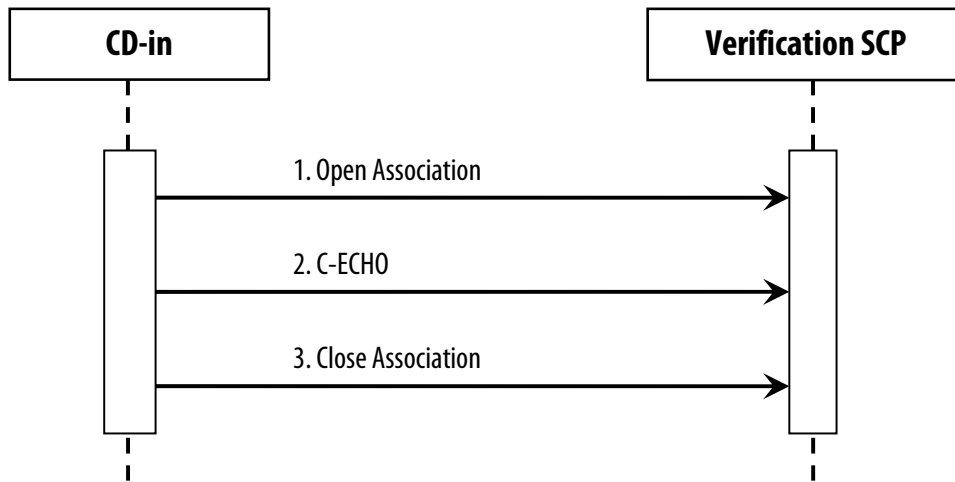 CD-in
Verification SCP
1. Open Association
2. C-ECHO
3. Close Association